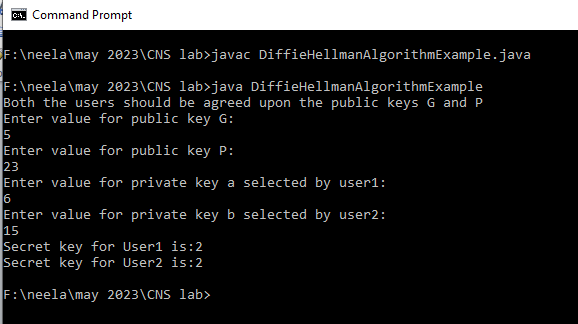 Command Prompt
F:\neela\may 2023\CNS lab>javac DiffieHellmanAlgorithmExample.java
F:\neela\may 2023\CNS lab>java DiffieHellmanAlgorithmExample
Both the users should be agreed upon the public keys G and P
Enter value for public key G:
5
Enter value for public key P:
23
Enter value for private key a selected by user1:
6
Enter value for private key b selected by user2:
15
Secret key for User1 is:2
Secret key for User2 is:2
F:\neela\may 2023\CNS lab>